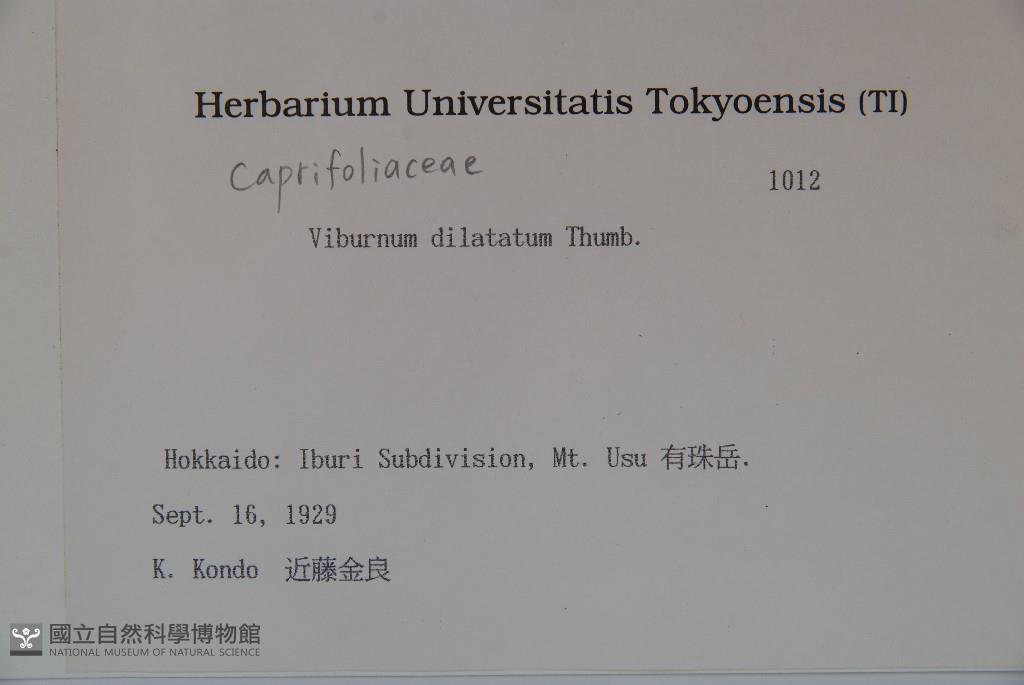 Herbarium Universitatis Tokyoensis (TI)
Caprifoliaceae 1012
Viburnum dilatatum Thumb.
Hokkaido: Iburi Subdivision, Mt. Usu 有珠岳.
Sept. 16, 1929
K. Kondo 近藤金良
國立自然科學博物館
NATIONAL MUSEUM OF NATURAL SCIENCE